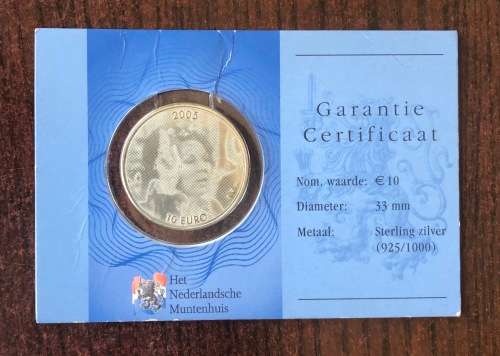 2005
10 EURO
Het
Nederlandsche
Muntenhuis
Garantie
Certificaat
Nom. waarde: € 10
Diameter: 33 mm
Metaal: Sterling zilver
(925/1000)